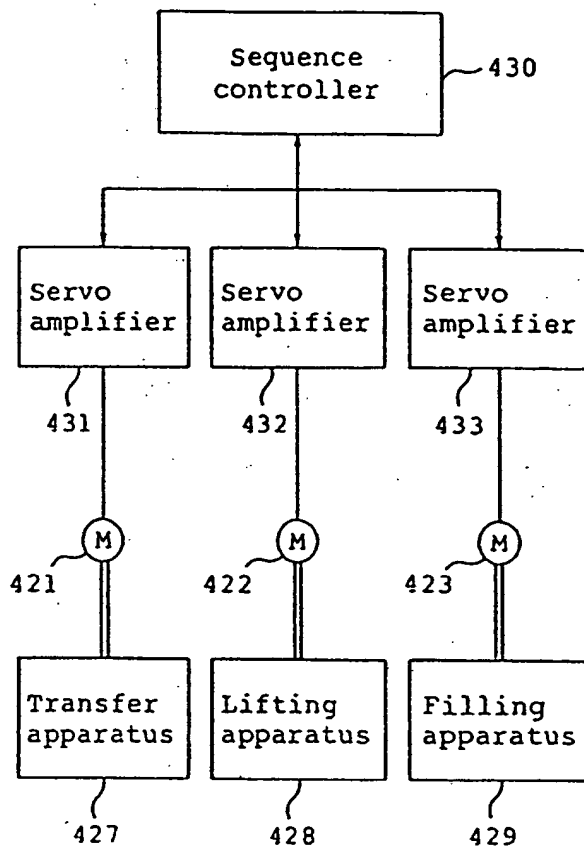 Sequence
controller
430
Servo
amplifier
Servo
amplifier
Servo
amplifier
431
432
433
M
M
M
421
422
423
Transfer
apparatus
Lifting
apparatus
Filling
apparatus
427
428
429